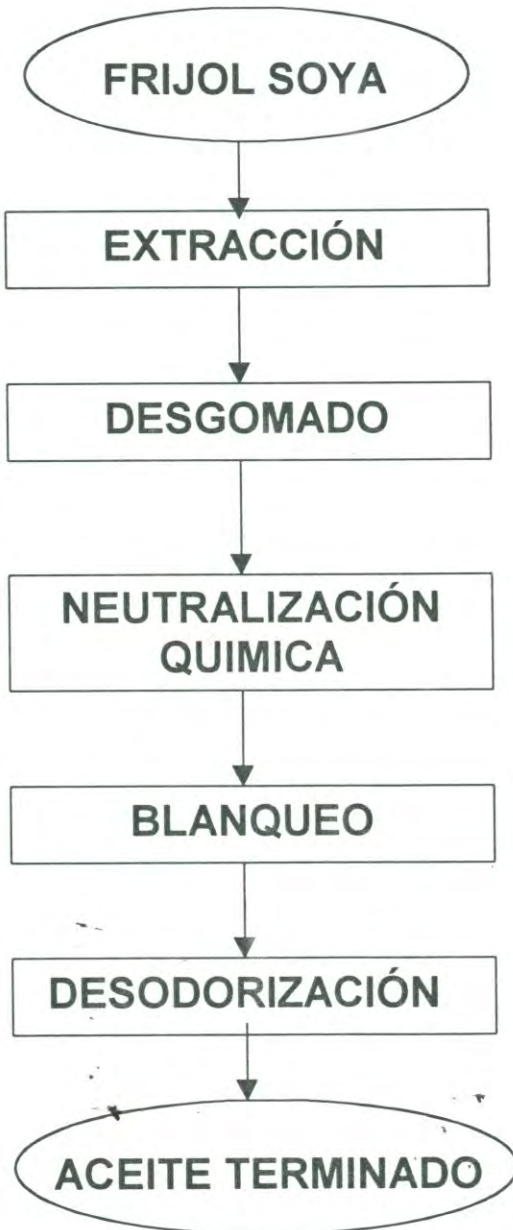 FRIJOL SOYA
EXTRACCIÓN
DESGOMADO
NEUTRALIZACIÓN
QUIMICA
BLANQUEO
DESODORIZACIÓN
ACEITE TERMINADO